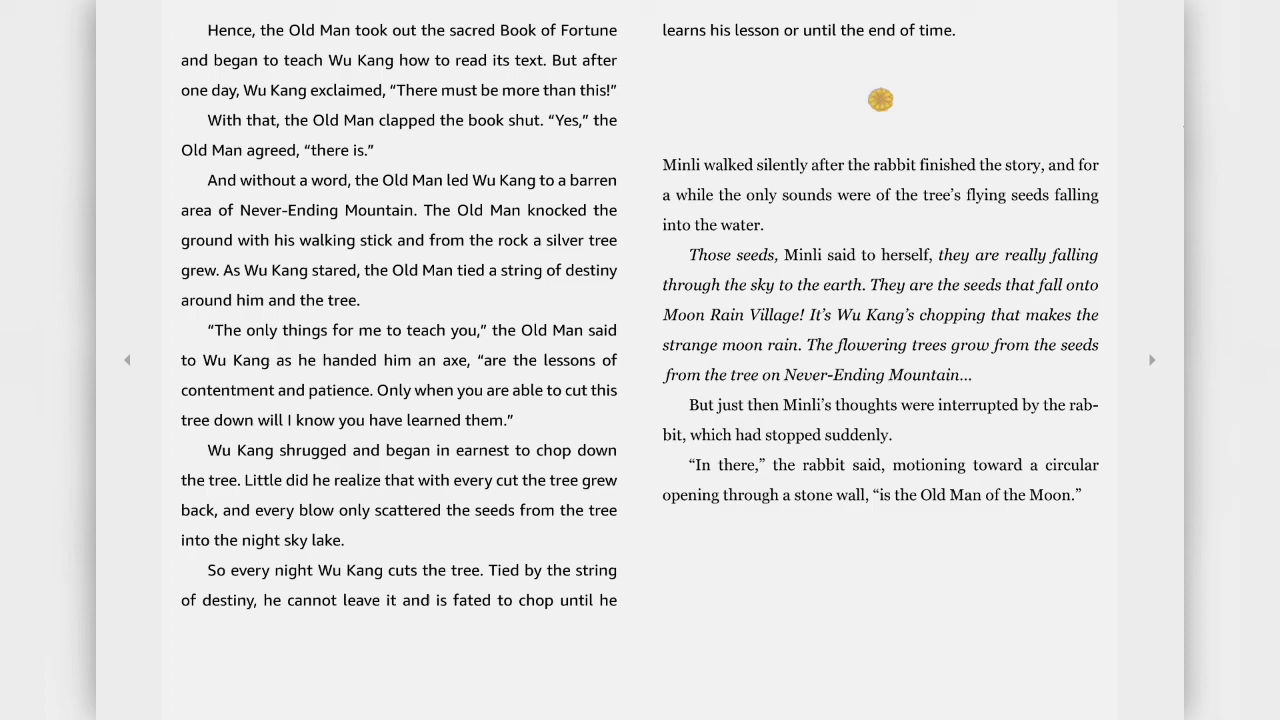 Hence, the Old Man took out the sacred Book of Fortune
and began to teach Wu Kang how to read its text. But after
one day, Wu Kang exclaimed, “There must be more than this!”
With that, the Old Man clapped the book shut. “Yes,” the
Old Man agreed, “there is.”
And without a word, the Old Man led Wu Kang to a barren
area of Never-Ending Mountain. The Old Man knocked the
ground with his walking stick and from the rock a silver tree
grew. As Wu Kang stared, the Old Man tied a string of destiny
around him and the tree.
“The only things for me to teach you,” the Old Man said
to Wu Kang as he handed him an axe, “are the lessons of
contentment and patience. Only when you are able to cut this
tree down will I know you have learned them.”
Wu Kang shrugged and began in earnest to chop down
the tree. Little did he realize that with every cut the tree grew
back, and every blow only scattered the seeds from the tree
into the night sky lake.
So every night Wu Kang cuts the tree. Tied by the string
of destiny, he cannot leave it and is fated to chop until he
learns his lesson or until the end of time.
Minli walked silently after the rabbit finished the story, and for
a while the only sounds were of the tree’s flying seeds falling
into the water.
Those seeds, Minli said to herself, they are really falling
through the sky to the earth. They are the seeds that fall onto
Moon Rain Village! It’s Wu Kang’s chopping that makes the
strange moon rain. The flowering trees grow from the seeds
from the tree on Never-Ending Mountain...
But just then Minli’s thoughts were interrupted by the rab-
bit, which had stopped suddenly.
“In there,” the rabbit said, motioning toward a circular
opening through a stone wall, “is the Old Man of the Moon.”